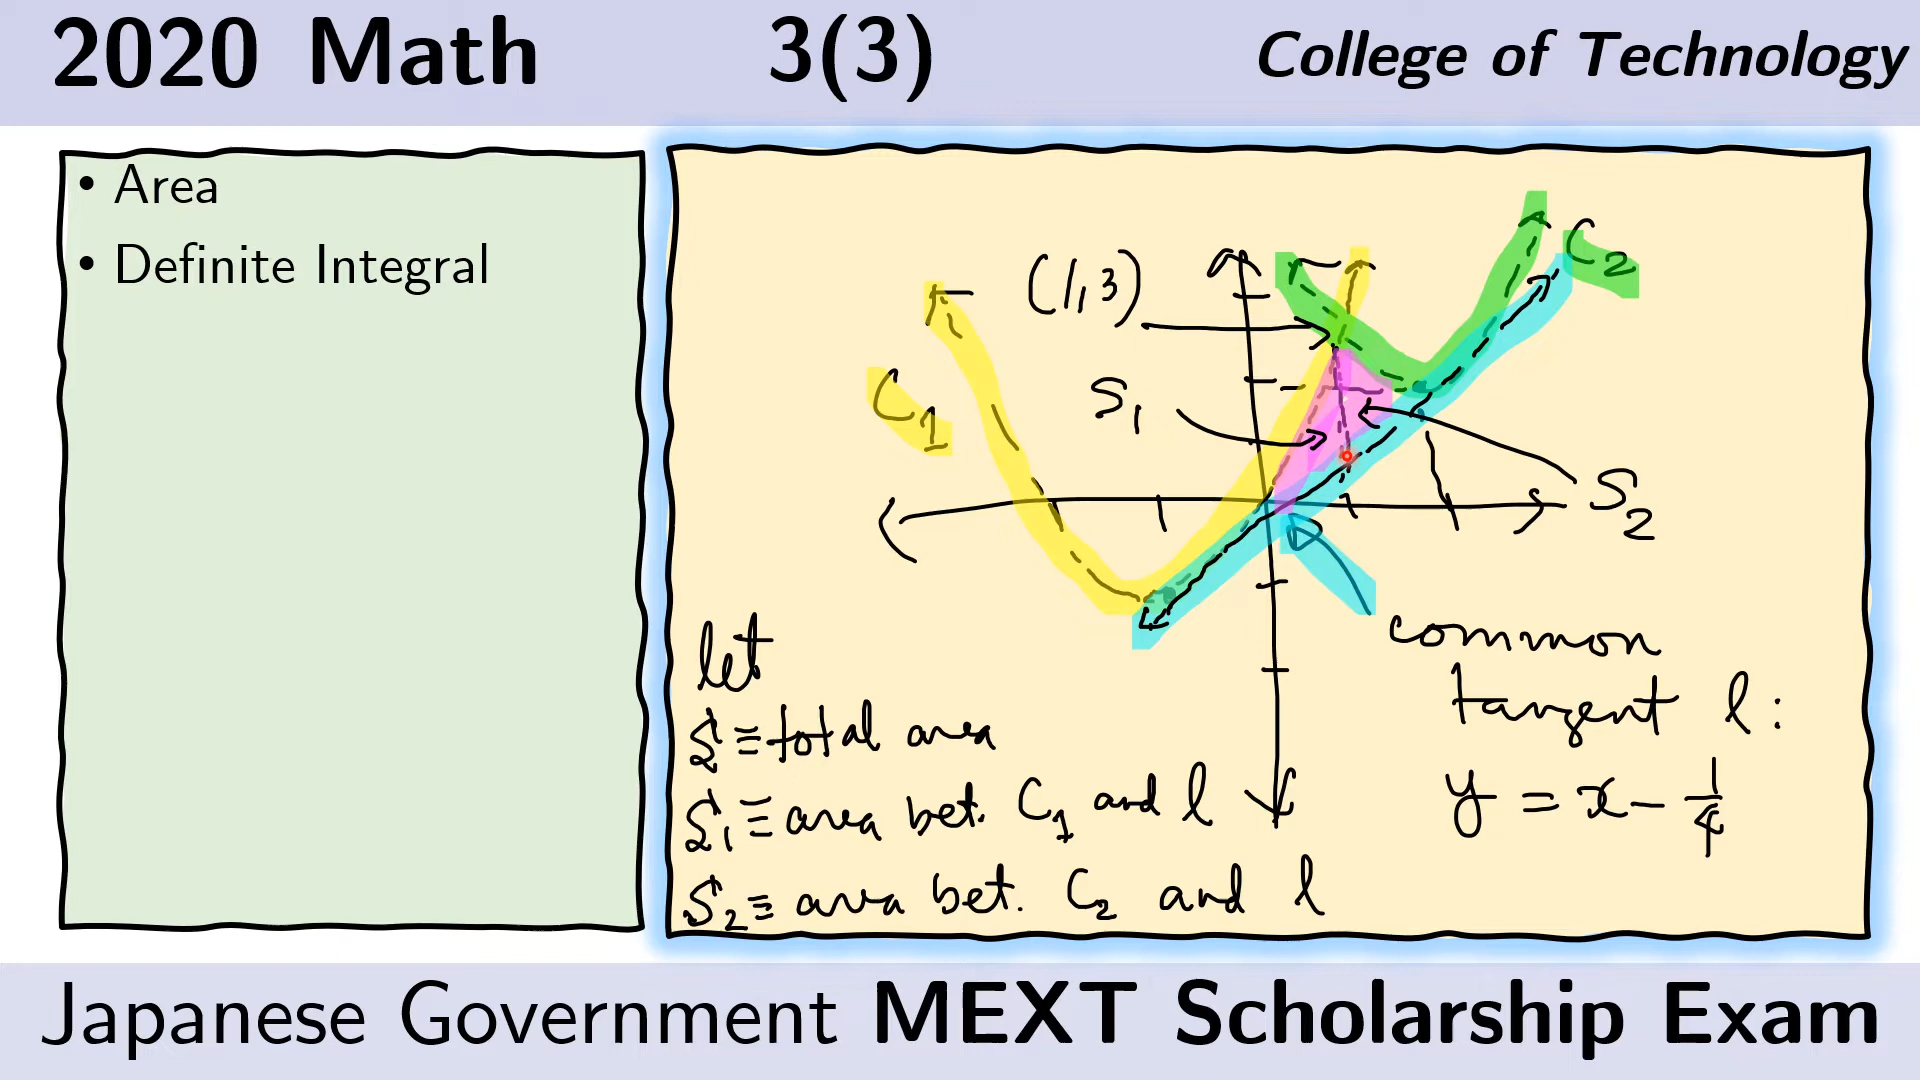 2020 Math 3(3) College of Technology
• Area
• Definite Integral
(1,3)
C₂
C₁
S₁
S₂
common
tangent l:
y = x - 1/4
let
S ≡ total area
S₁ ≡ area bet. C₁ and l
S₂ ≡ area bet. C₂ and l
Japanese Government MEXT Scholarship Exam